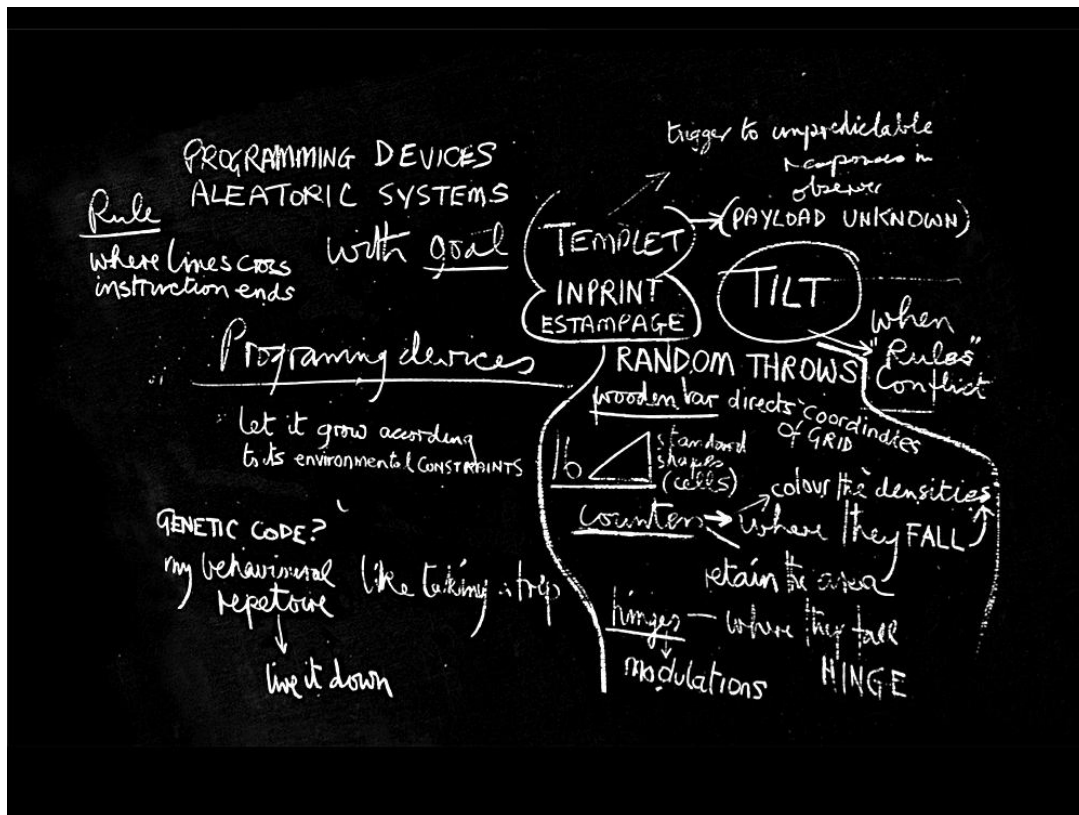 trigger to unpredictable
responses in
observer
PROGRAMMING DEVICES
ALEATORIC SYSTEMS
with goal
Rule
where lines cross
instruction ends
TEMPLET
(PAYLOAD UNKNOWN)
INPRINT
ESTAMPAGE
TILT
when
"Rules"
Conflict
Programing devices
let it grow according
to its environmental CONSTRAINTS
GENETIC CODE?
my behavioural
repetoire
live it down
like taking a trip
RANDOM THROWS
wooden bar directs coordinates
of GRID
16
standard
shapes
(cells)
colour the densities
counters where they FALL
retain the area
hinges — where they fall
modulations
HINGE